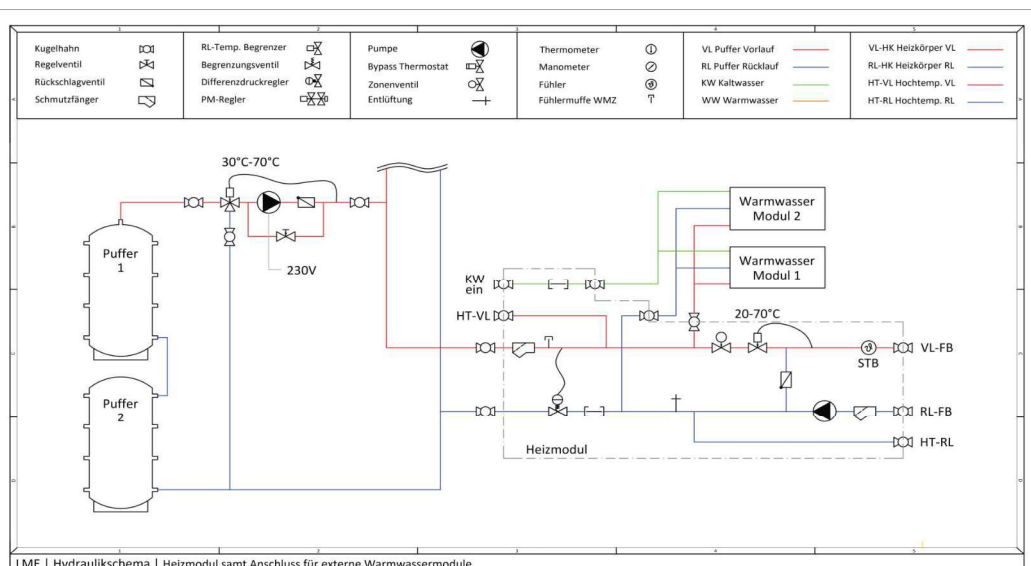 Kugelhahn
Regelventil
Rückschlagventil
Schmutzfänger
RL-Temp. Begrenzer
Begrenzungsventil
Differenzdruckregler
PM-Regler
Pumpe
Bypass Thermostat
Zonenventil
Entlüftung
Thermometer
Manometer
Fühler
Fühlermuffe WMZ
VL Puffer Vorlauf
RL Puffer Rücklauf
KW Kaltwasser
WW Warmwasser
VL-HK Heizkörper VL
RL-HK Heizkörper RL
HT-VL Hochtemp. VL
HT-RL Hochtemp. RL
30°C-70°C
Puffer
1
230V
Puffer
2
Warmwasser
Modul 2
Warmwasser
Modul 1
KW
ein
HT-VL
20-70°C
VL-FB
STB
RL-FB
HT-RL
Heizmodul
LME | Hydraulikschema | Heizmodul samt Anschluss für externe Warmwassermodule